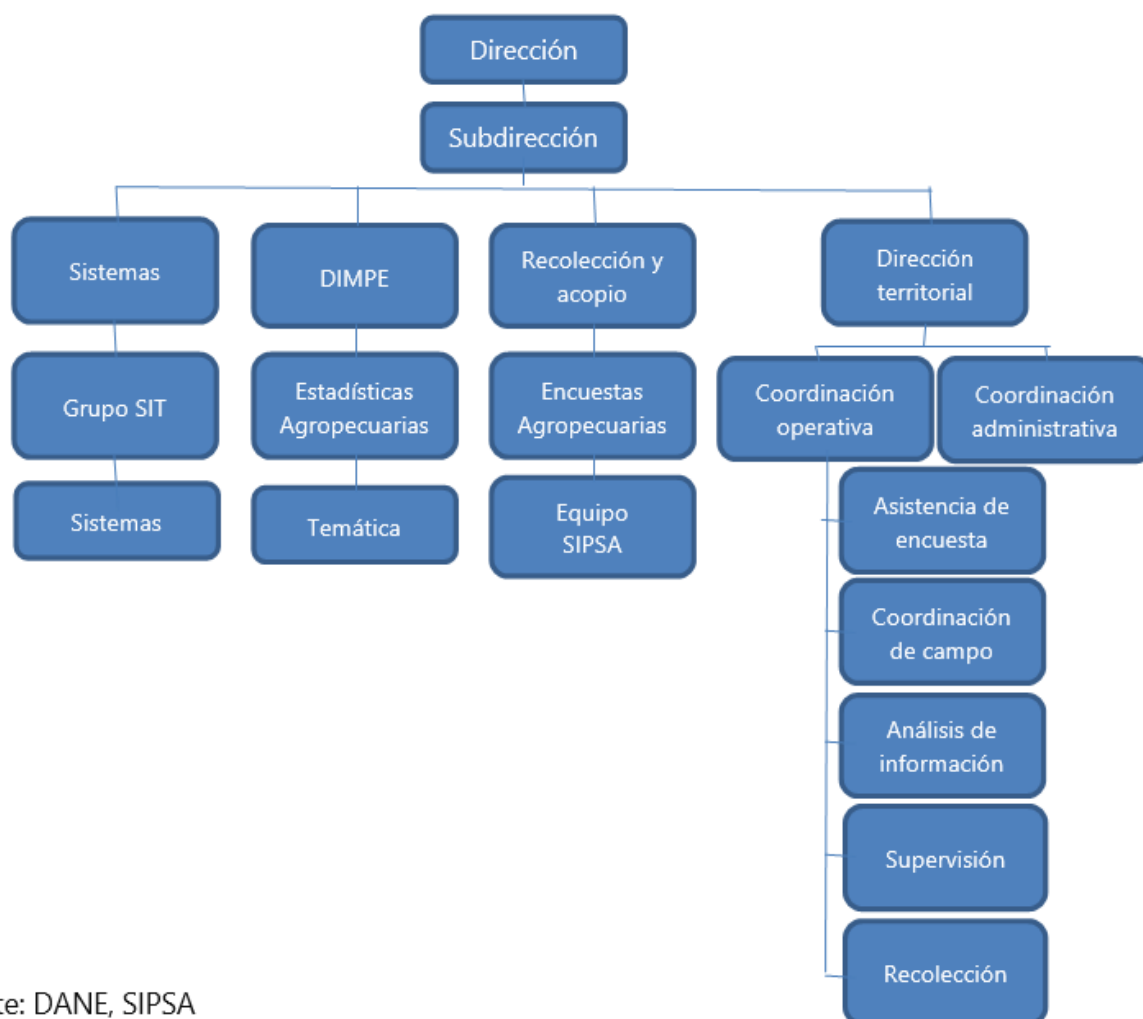 Dirección
Subdirección
Sistemas
DIMPE
Recolección y
acopio
Dirección
territorial
Grupo SIT
Estadísticas
Agropecuarias
Encuestas
Agropecuarias
Coordinación
operativa
Coordinación
administrativa
Sistemas
Temática
Equipo
SIPSA
Asistencia de
encuesta
Coordinación
de campo
Análisis de
información
Supervisión
Recolección
te: DANE, SIPSA